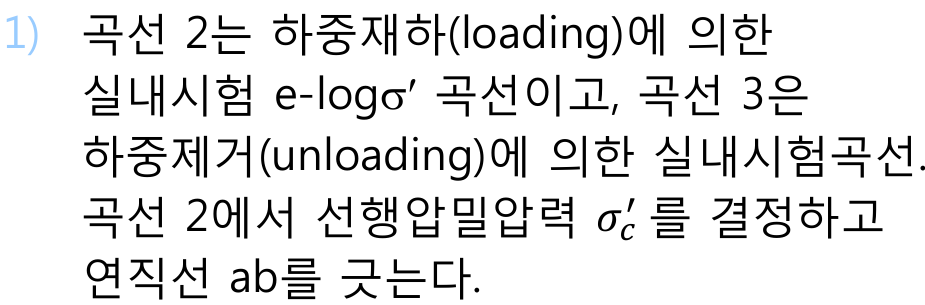 1) 곡선 2는 하중재하(loading)에 의한
실내시험 e-logσ′ 곡선이고, 곡선 3은
하중제거(unloading)에 의한 실내시험곡선.
곡선 2에서 선행압밀압력 σ′c 를 결정하고
연직선 ab를 긋는다.